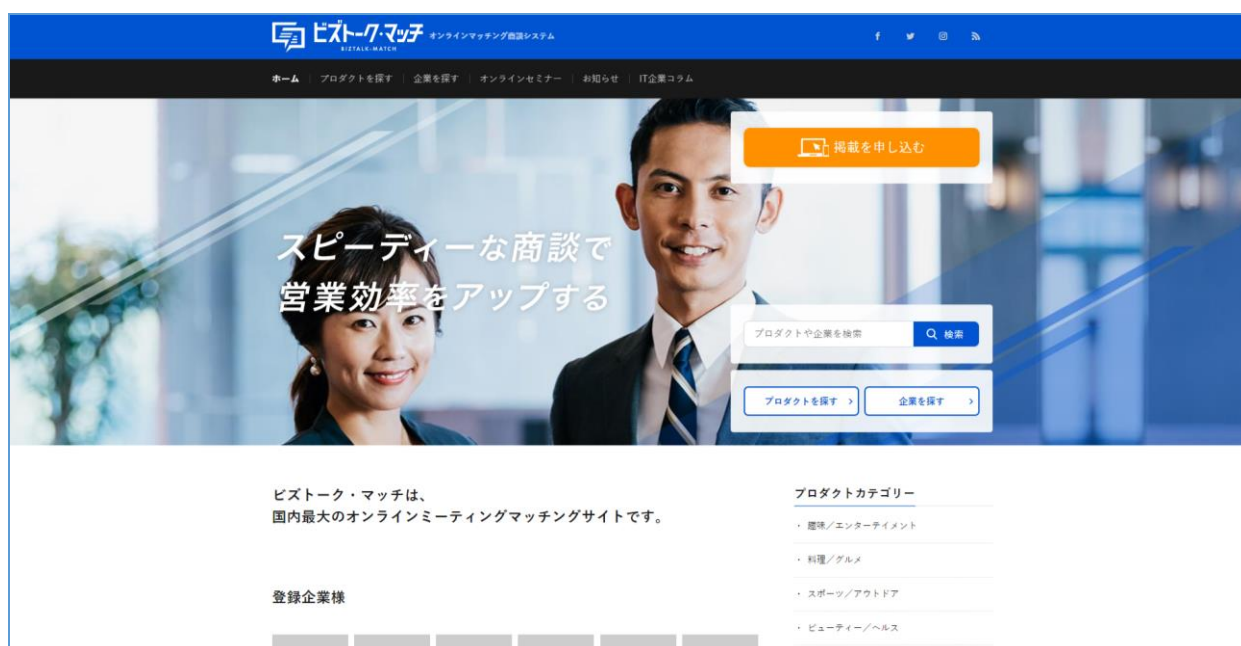 ビズトーク・マッチ オンラインマッチング商談システム
BIZTALK-MATCH
ホーム プロダクトを探す 企業を探す オンラインセミナー お知らせ IT企業コラム
掲載を申し込む
スピーディーな商談で
営業効率をアップする
プロダクトや企業を検索 検索
プロダクトを探す 企業を探す
ビズトーク・マッチは、
国内最大のオンラインミーティングマッチングサイトです。
登録企業様
プロダクトカテゴリー
・ 趣味／エンターテイメント
・ 料理／グルメ
・ スポーツ／アウトドア
・ ビューティー／ヘルス